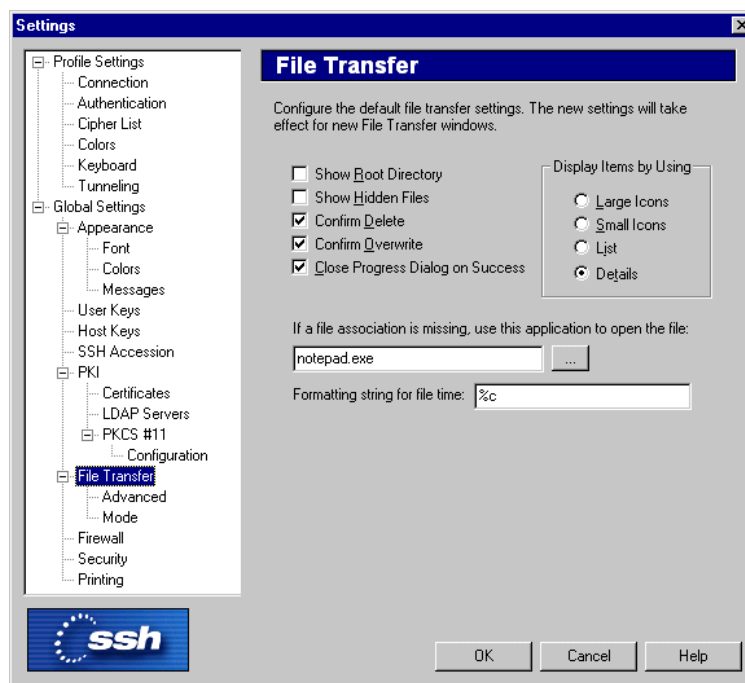 Settings
Profile Settings
Connection
Authentication
Cipher List
Colors
Keyboard
Tunneling
Global Settings
Appearance
Font
Colors
Messages
User Keys
Host Keys
SSH Accession
PKI
Certificates
LDAP Servers
PKCS #11
Configuration
File Transfer
Advanced
Mode
Firewall
Security
Printing
ssh
File Transfer
Configure the default file transfer settings. The new settings will take
effect for new File Transfer windows.
Show Root Directory
Show Hidden Files
Confirm Delete
Confirm Overwrite
Close Progress Dialog on Success
Display Items by Using
Large Icons
Small Icons
List
Details
If a file association is missing, use this application to open the file:
notepad.exe
...
Formatting string for file time: %c
OK
Cancel
Help